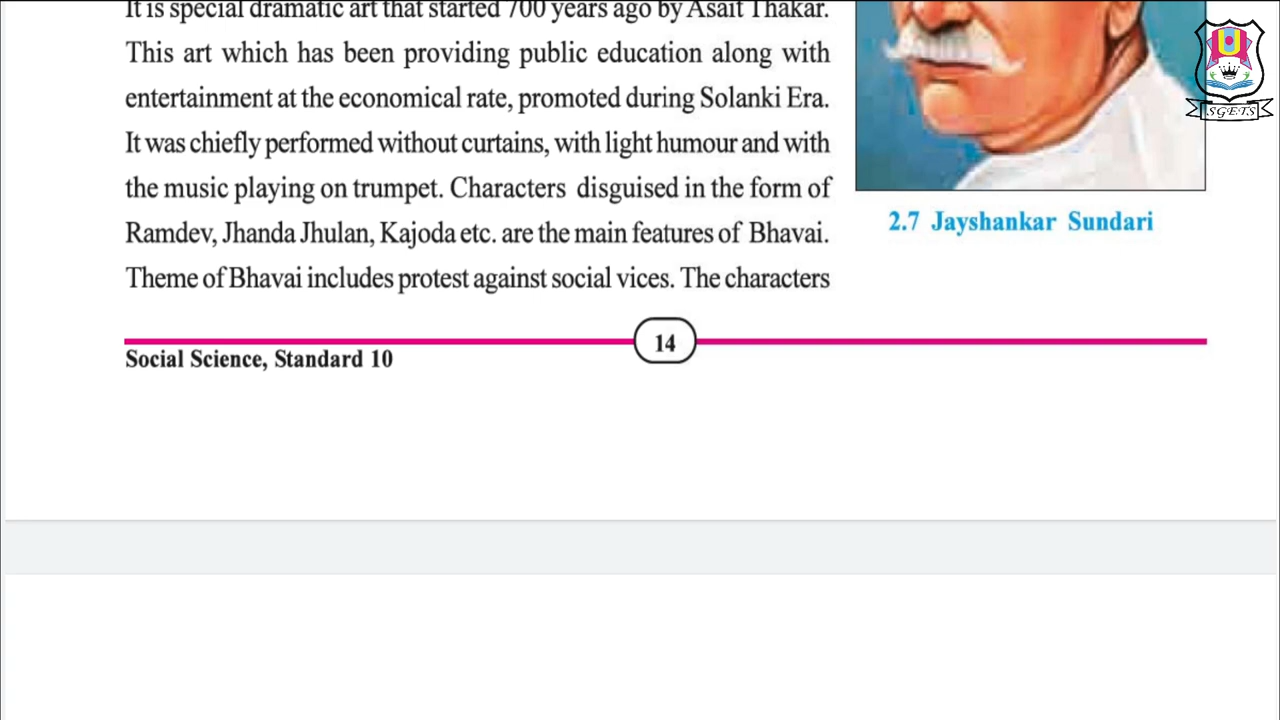 It is special dramatic art that started 700 years ago by Asait Thakar.
This art which has been providing public education along with
entertainment at the economical rate, promoted during Solanki Era.
It was chiefly performed without curtains, with light humour and with
the music playing on trumpet. Characters disguised in the form of
Ramdev, Jhanda Jhulan, Kajoda etc. are the main features of Bhavai.
Theme of Bhavai includes protest against social vices. The characters
2.7 Jayshankar Sundari
14
Social Science, Standard 10
SGETS